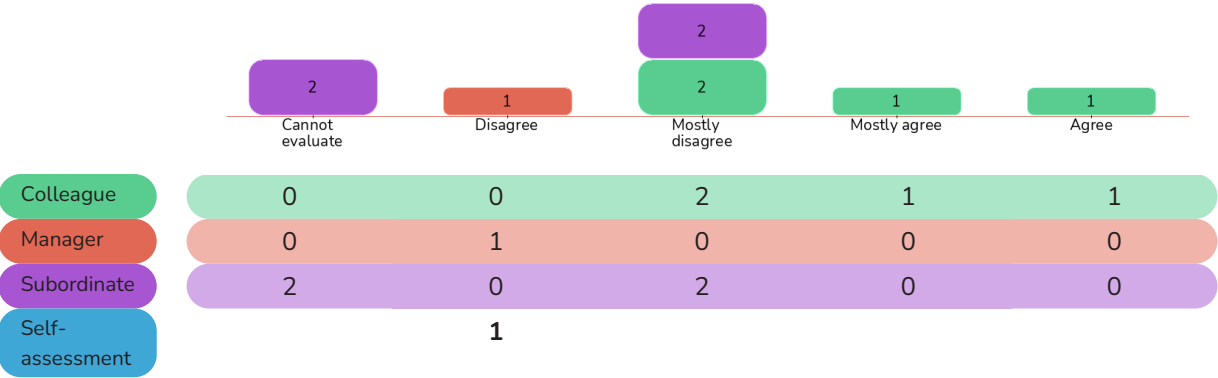 2
2
2
1
1
1
Cannot
evaluate
Disagree
Mostly
disagree
Mostly agree
Agree
Colleague 0 0 2 1 1
Manager 0 1 0 0 0
Subordinate 2 0 2 0 0
Self-
assessment
1